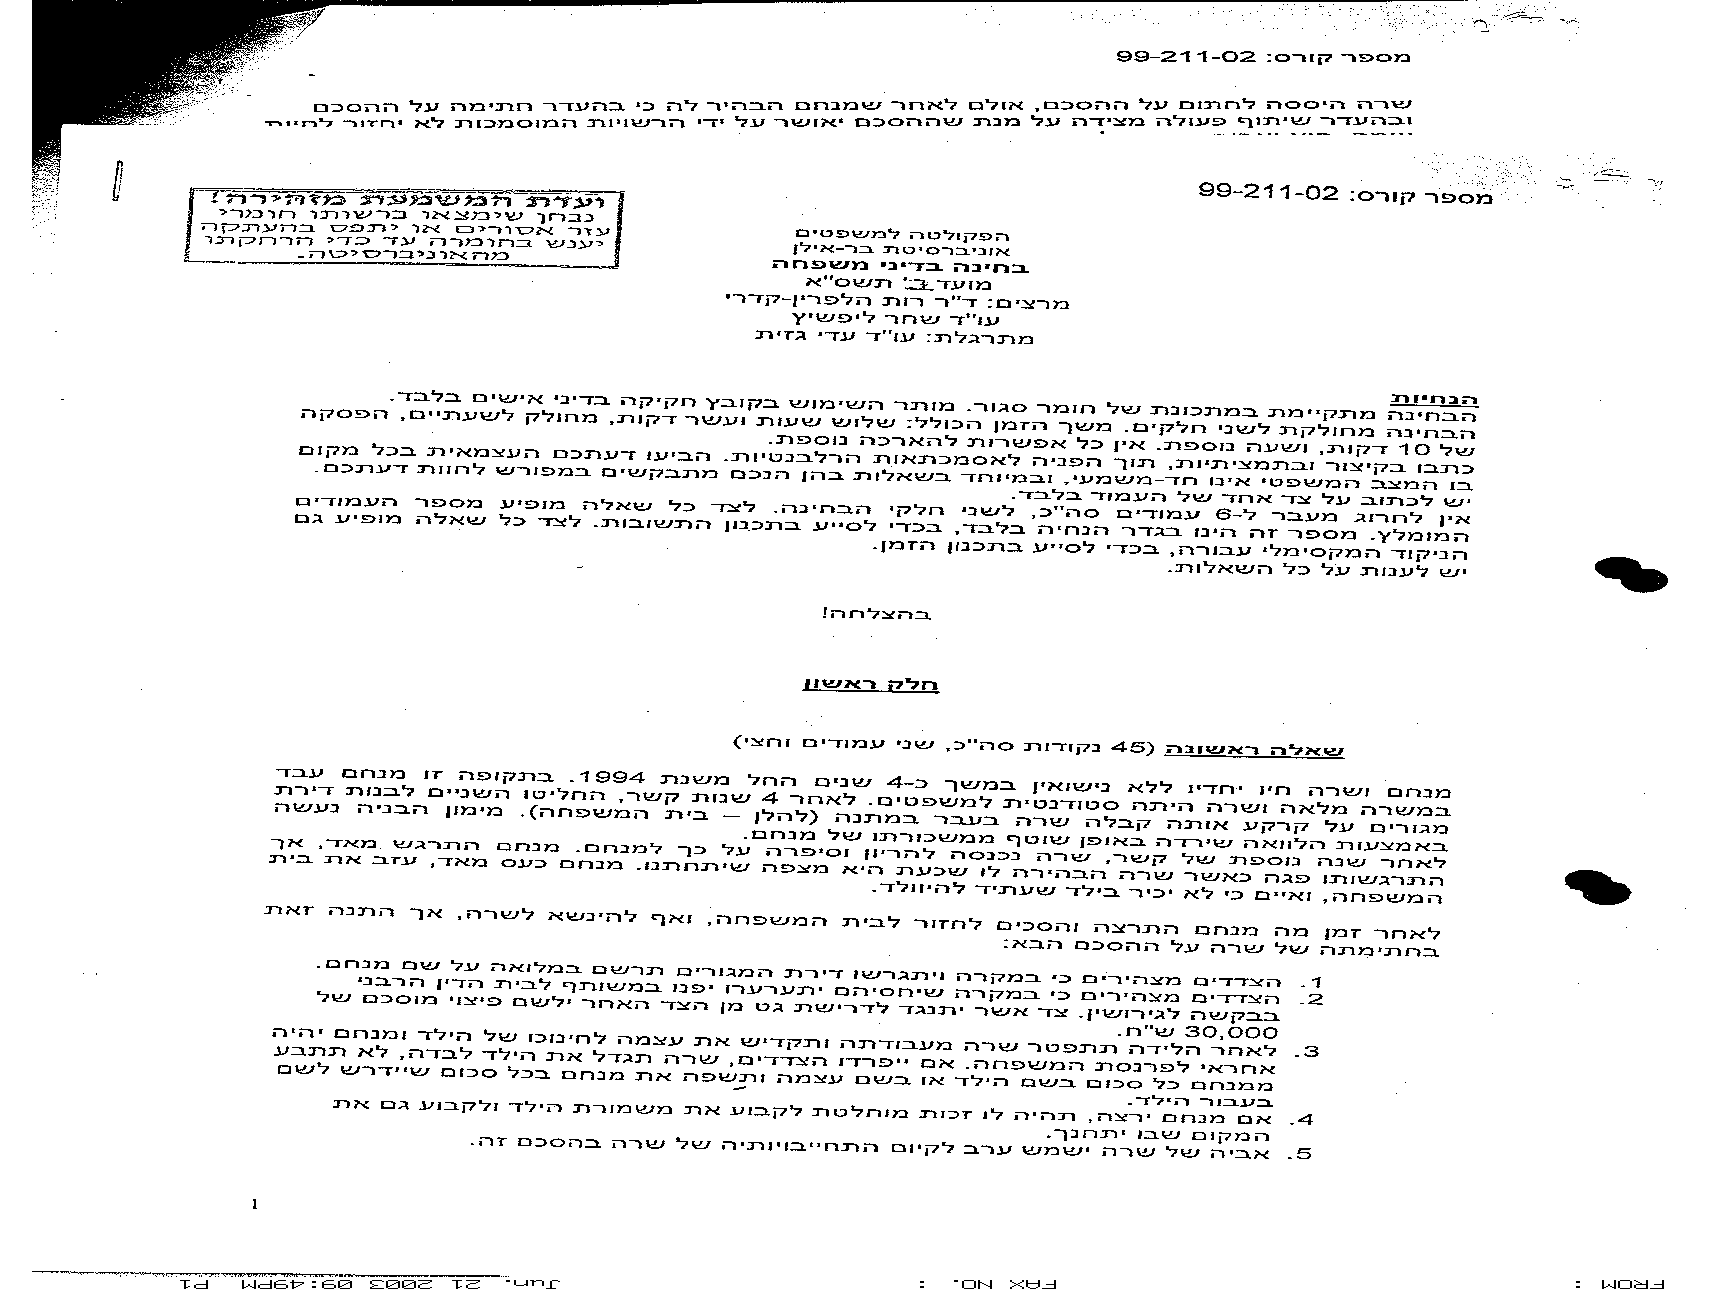 מספר קורס: 99-211-02
שרה היססה לחתום על ההסכם, אולם לאחר שמנחם הבהיר לה כי בהעדר חתימה על ההסכם
ובהעדר שיתוף פעולה מצידה על מנת שההסכם יאושר על ידי הרשויות המוסמכות לא יחזור לחיות
מספר קורס: 99-211-02
ועדת המשמעת מזהירה!
נבחן שימצאו ברשותו חומרי
עזר אסורים או יתפס בהעתקה
יענש בחומרה עד כדי הרחקתו
מהאוניברסיטה.
הפקולטה למשפטים
אוניברסיטת בר-אילן
בחינה בדיני משפחה
מועד ב' תשס"א
מרצים: ד"ר רות הלפרין-קדרי
עו"ד שחר ליפשיץ
מתרגלת: עו"ד עדי גזית
הנחיות
הבחינה מתקיימת במתכונת של חומר סגור. מותר השימוש בקובץ חקיקה בדיני אישים בלבד.
הבחינה מחולקת לשני חלקים. משך הזמן הכולל: שלוש שעות ועשר דקות, מחולק לשעתיים, הפסקה
של 10 דקות, ושעה נוספת. אין כל אפשרות להארכה נוספת.
כתבו בקיצור ובתמציתיות, תוך הפניה לאסמכתאות הרלבנטיות. הביעו דעתכם העצמאית בכל מקום
בו המצב המשפטי אינו חד-משמעי, ובמיוחד בשאלות בהן הנכם מתבקשים במפורש לחוות דעתכם.
יש לכתוב על צד אחד של העמוד בלבד.
אין לחרוג מעבר ל-6 עמודים סה"כ, לשני חלקי הבחינה. לצד כל שאלה מופיע מספר העמודים
המומלץ. מספר זה הינו בגדר הנחיה בלבד, בכדי לסייע בתכנון התשובות. לצד כל שאלה מופיע גם
הניקוד המקסימלי עבורה, בכדי לסייע בתכנון הזמן.
יש לענות על כל השאלות.
בהצלחה!
חלק ראשון
שאלה ראשונה (45 נקודות סה"כ, שני עמודים וחצי)
מנחם ושרה חיו יחדיו ללא נישואין במשך כ-4 שנים החל משנת 1994. בתקופה זו מנחם עבד
במשרה מלאה ושרה היתה סטודנטית למשפטים. לאחר 4 שנות קשר, החליטו השניים לבנות דירת
מגורים על קרקע אותה קבלה שרה בעבר במתנה (להלן – בית המשפחה). מימון הבניה נעשה
באמצעות הלוואה שירדה באופן שוטף ממשכורתו של מנחם.
לאחר שנה נוספת של קשר, שרה נכנסה להריון וסיפרה על כך למנחם. מנחם התרגש מאד, אך
התרגשותו פגה כאשר שרה הבהירה לו שכעת היא מצפה שיתחתנו. מנחם כעס מאד, עזב את בית
המשפחה, ואיים כי לא יכיר בילד שעתיד להיוולד.
לאחר זמן מה מנחם התרצה והסכים לחזור לבית המשפחה, ואף להינשא לשרה, אך התנה זאת
בחתימתה של שרה על ההסכם הבא:
1. הצדדים מצהירים כי במקרה ויתגרשו דירת המגורים תרשם במלואה על שם מנחם.
2. הצדדים מצהירים כי במקרה שיחסיהם יתערערו יפנו במשותף לבית הדין הרבני
בבקשה לגירושין. צד אשר יתנגד לדרישת גט מן הצד האחר ילשם פיצוי מוסכם של
30,000 ש"ח.
3. לאחר הלידה תתפטר שרה מעבודתה ותקדיש את עצמה לחינוכו של הילד ומנחם יהיה
אחראי לפרנסת המשפחה. אם ייפרדו הצדדים, שרה תגדל את הילד לבדה, לא תתבע
ממנחם כל סכום בשם הילד או בשם עצמה ותשפה את מנחם בכל סכום שיידרש לשם
בעבור הילד.
4. אם מנחם ירצה, תהיה לו זכות מוחלטת לקבוע את משמורת הילד ולקבוע גם את
המקום שבו יתחנך.
5. אביה של שרה ישמש ערב לקיום התחייבויותיה של שרה בהסכם זה.
1
FROM : FAX NO. : Jun. 21 2003 09:49PM P1